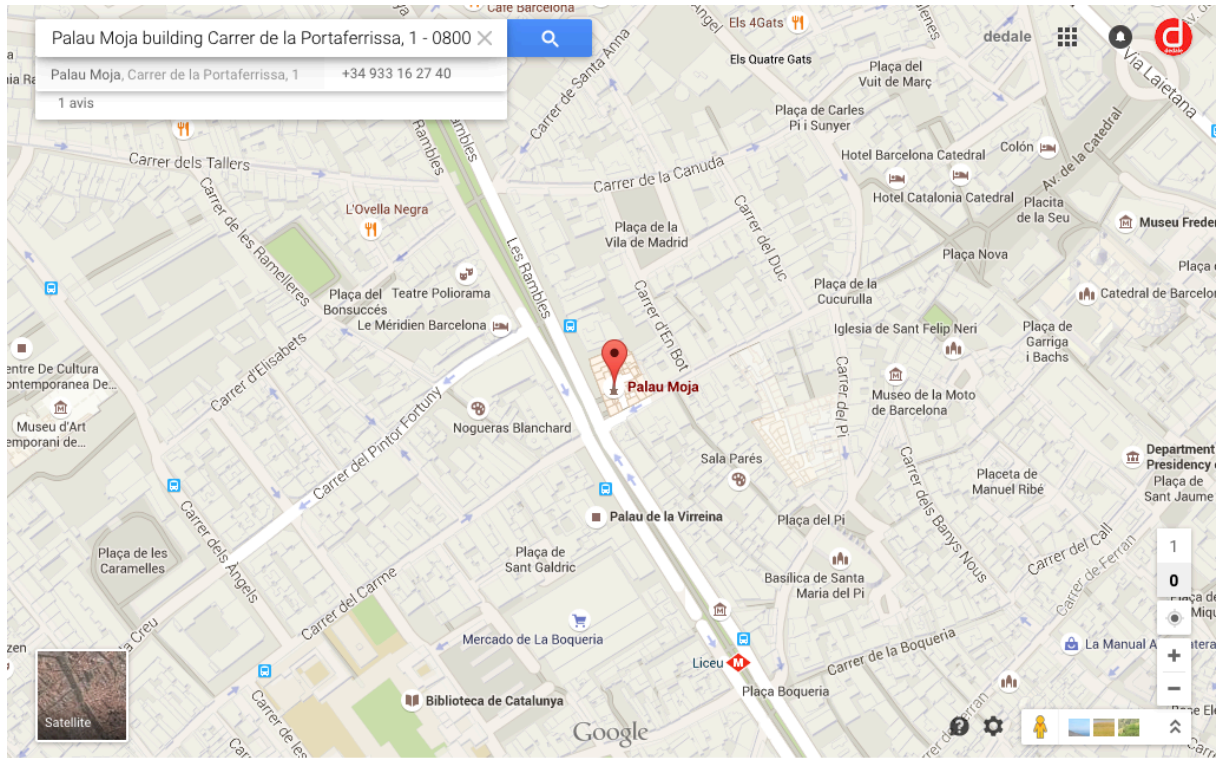 Palau Moja building Carrer de la Portaferrissa, 1 - 0800
Palau Moja, Carrer de la Portaferrissa, 1
+34 933 16 27 40
1 avis
Café Barcelona
Els 4Gats
Els Quatre Gats
dedale
d
dedale
Via Laietana
Plaça del
Vuit de Març
Carrer de Santa Anna
Plaça de Carles
Pi i Sunyer
Av. de la Catedral
Colón
Hotel Barcelona Catedral
Hotel Catalonia Catedral
Placita
de la Seu
Museu Freder
Rambles
Carrer dels Tallers
Carrer de la Canuda
L'Ovella Negra
Carrer de les Ramelleres
Plaça de la
Vila de Madrid
Carrer del Duc
Plaça Nova
Les Rambles
Plaça del
Bonsuccés
Teatre Poliorama
Le Méridien Barcelona
Plaça de la
Cucurulla
Catedral de Barcelo
Carrer d'En Bot
Iglesia de Sant Felip Neri
Plaça de
Garriga
i Bachs
entre De Cultura
ontemporanea De...
Carrer d'Elisabets
Palau Moja
Museo de la Moto
de Barcelona
Museu d'Art
emporani de...
Nogueras Blanchard
Carrer del Pi
Carrer del Pintor Fortuny
Sala Parés
Department
Presidency
Plaça de
Sant Jaume
Placeta de
Manuel Ribé
Carrer dels Banys Nous
Palau de la Virreina
Plaça del Pi
Carrer dels Àngels
Plaça de les
Caramelles
Plaça de
Sant Galdric
Carrer del Call
Carrer de Ferran
1
0
Basílica de Santa
Maria del Pi
Carrer del Carme
Mercado de La Boqueria
Carrer de la Boqueria
La Manual A
Liceu
M
Plaça Boqueria
Biblioteca de Catalunya
Satellite
Google
+
−